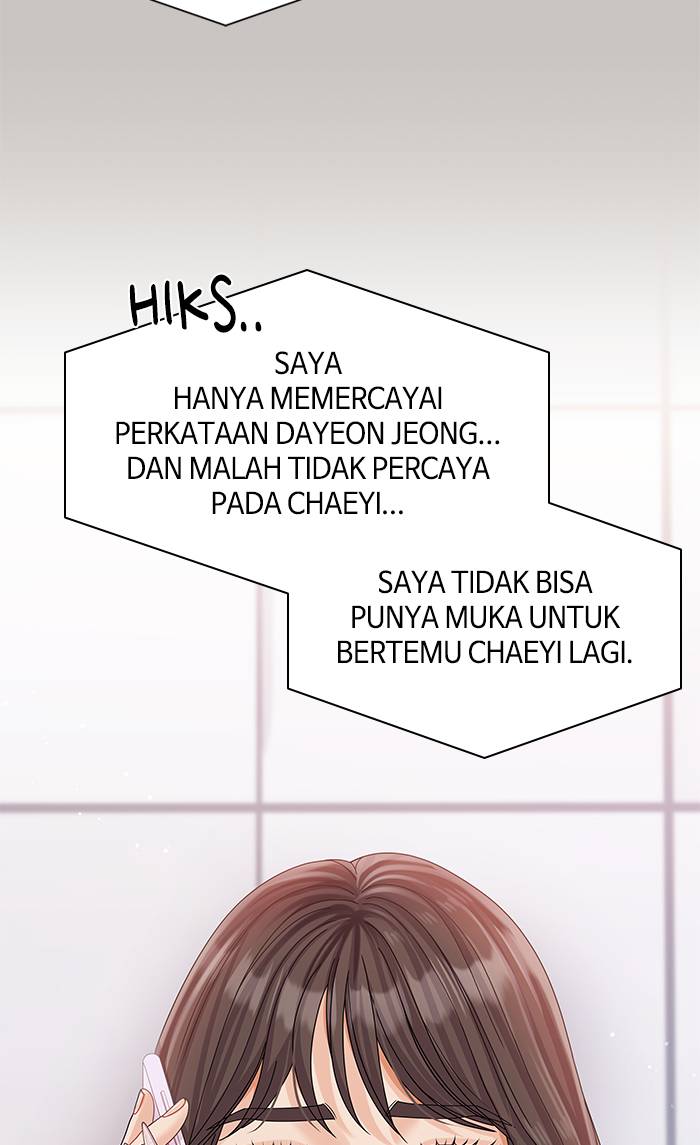 HIKS..
SAYA
HANYA MEMERCAYAI
PERKATAAN DAYEON JEONG...
DAN MALAH TIDAK PERCAYA
PADA CHAEYI...
SAYA TIDAK BISA
PUNYA MUKA UNTUK
BERTEMU CHAEYI LAGI.